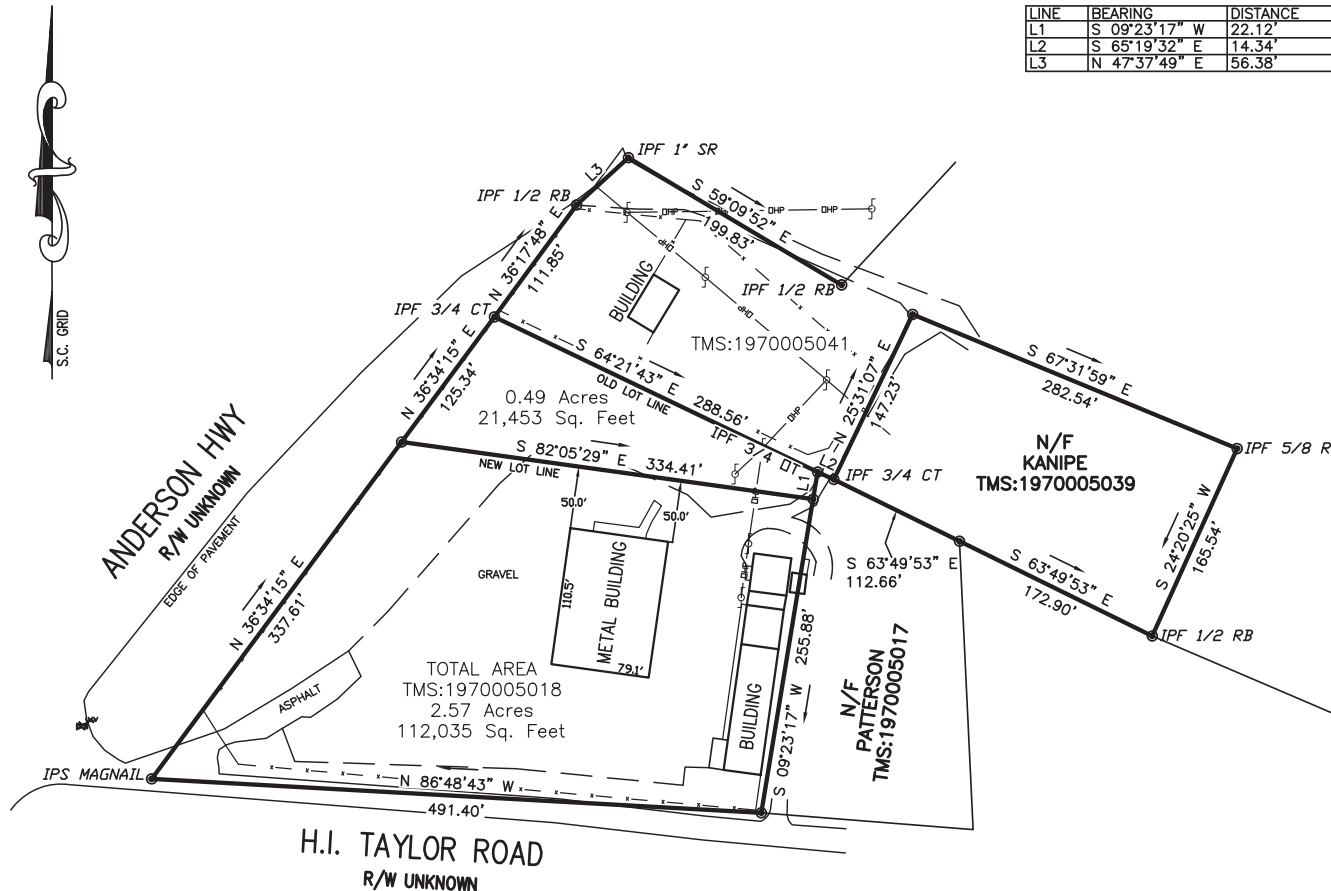 LINE BEARING DISTANCE
L1 S 09°23'17" W 22.12'
L2 S 65°19'32" E 14.34'
L3 N 47°37'49" E 56.38'
S.C. GRID
IPF 1" SR
L3
IPF 1/2 RB
S 59°09'52" E
199.83'
OHP
OHP
OHP
OHP
N 36°17'48" E
111.85'
BUILDING
OHP
IPF 1/2 RB
OHP
IPF 3/4 CT
TMS:1970005041
S 64°21'43" E
OLD LOT LINE
288.56'
N 25°31'07" E
147.23'
S 67°31'59" E
282.54'
N 36°34'15" E
125.34'
0.49 Acres
21,453 Sq. Feet
OHP
IPF 3/4 OT
L2
IPF 3/4 CT
N/F
KANIPE
TMS:1970005039
IPF 5/8 R
S 82°05'29" E
334.41'
NEW LOT LINE
L1
ANDERSON HWY
R/W UNKNOWN
EDGE OF PAVEMENT
50.0'
50.0'
S 24°20'25" W
165.54'
GRAVEL
METAL BUILDING
110.5'
79.1'
OHP
S 63°49'53" E
112.66'
S 63°49'53" E
172.90'
IPF 1/2 RB
N 36°34'15" E
337.61'
255.88'
S 09°23'17" W
N/F
PATTERSON
TMS:1970005017
TOTAL AREA
TMS:1970005018
2.57 Acres
112,035 Sq. Feet
ASPHALT
BUILDING
IPS MAGNAIL
N 86°48'43" W
491.40'
H.I. TAYLOR ROAD
R/W UNKNOWN